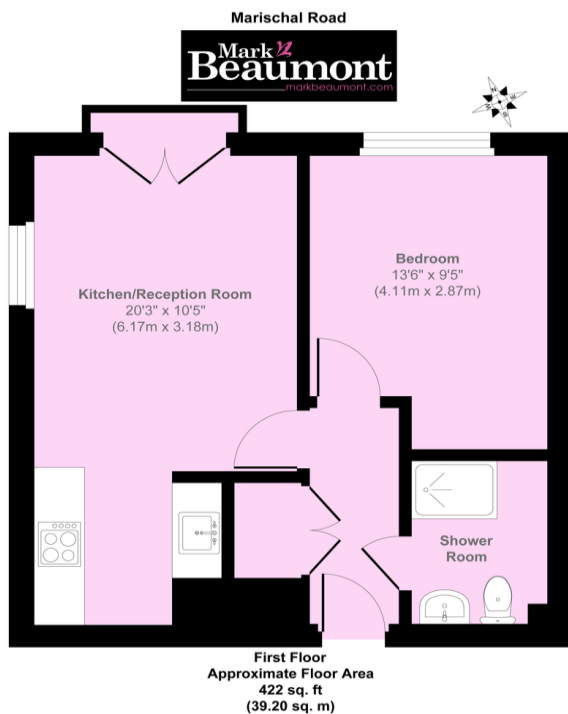 Marischal Road
Mark
Beaumont
markbeaumont.com
Bedroom
13'6" x 9'5"
(4.11m x 2.87m)
Kitchen/Reception Room
20'3" x 10'5"
(6.17m x 3.18m)
Shower
Room
First Floor
Approximate Floor Area
422 sq. ft
(39.20 sq. m)